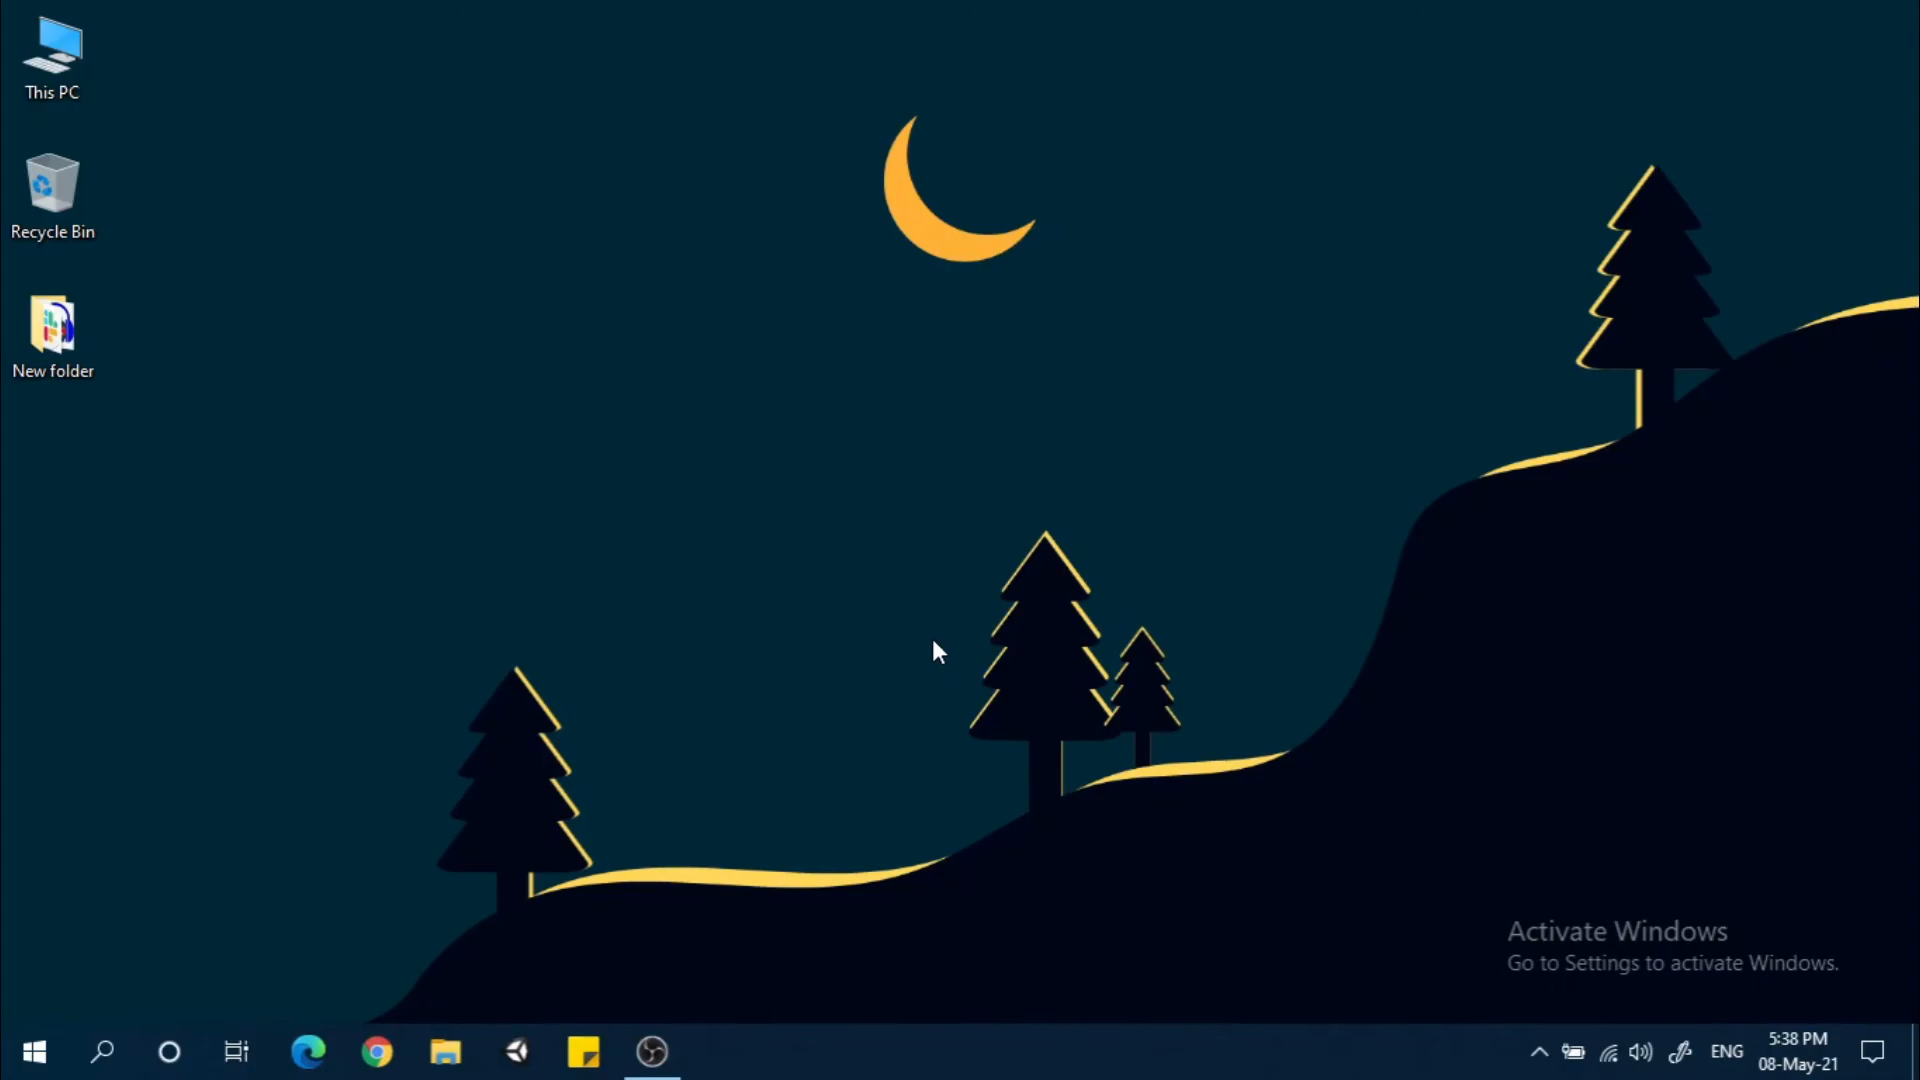 This PC
Recycle Bin
New folder
Activate Windows
Go to Settings to activate Windows.
ENG
5:38 PM
08-May-21